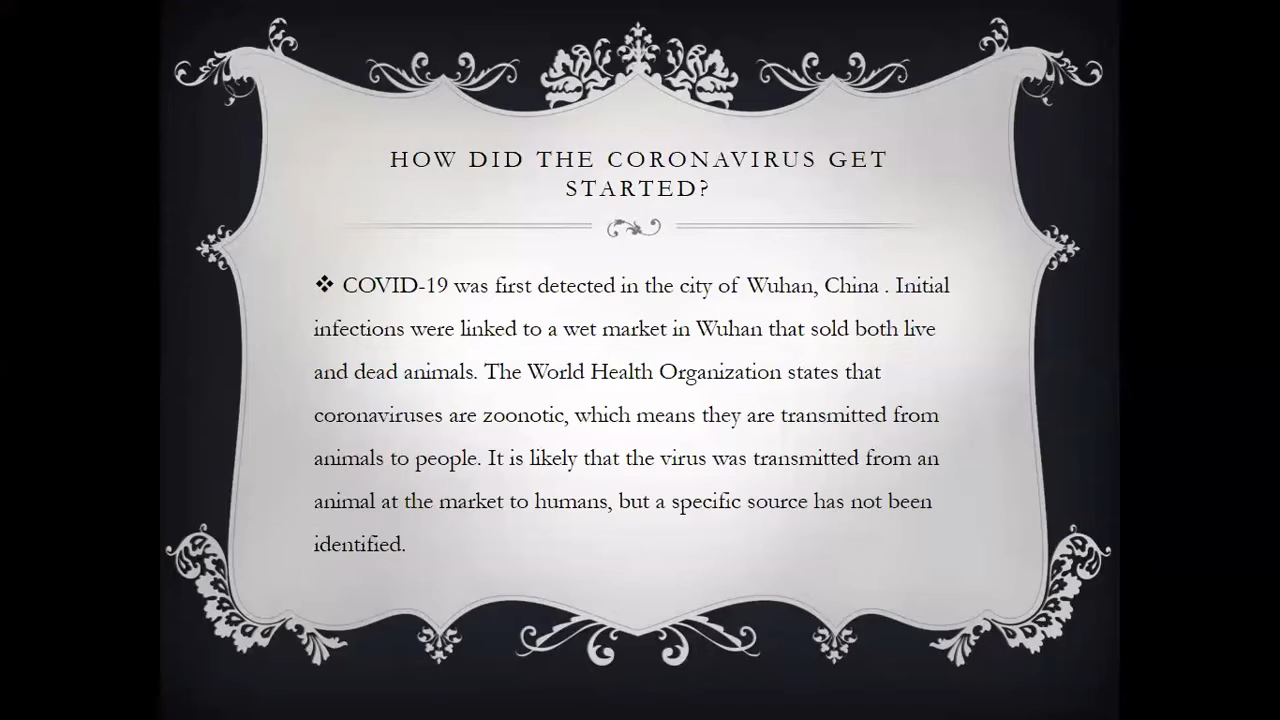 HOW DID THE CORONAVIRUS GET
STARTED?
❖ COVID-19 was first detected in the city of Wuhan, China . Initial
infections were linked to a wet market in Wuhan that sold both live
and dead animals. The World Health Organization states that
coronaviruses are zoonotic, which means they are transmitted from
animals to people. It is likely that the virus was transmitted from an
animal at the market to humans, but a specific source has not been
identified.